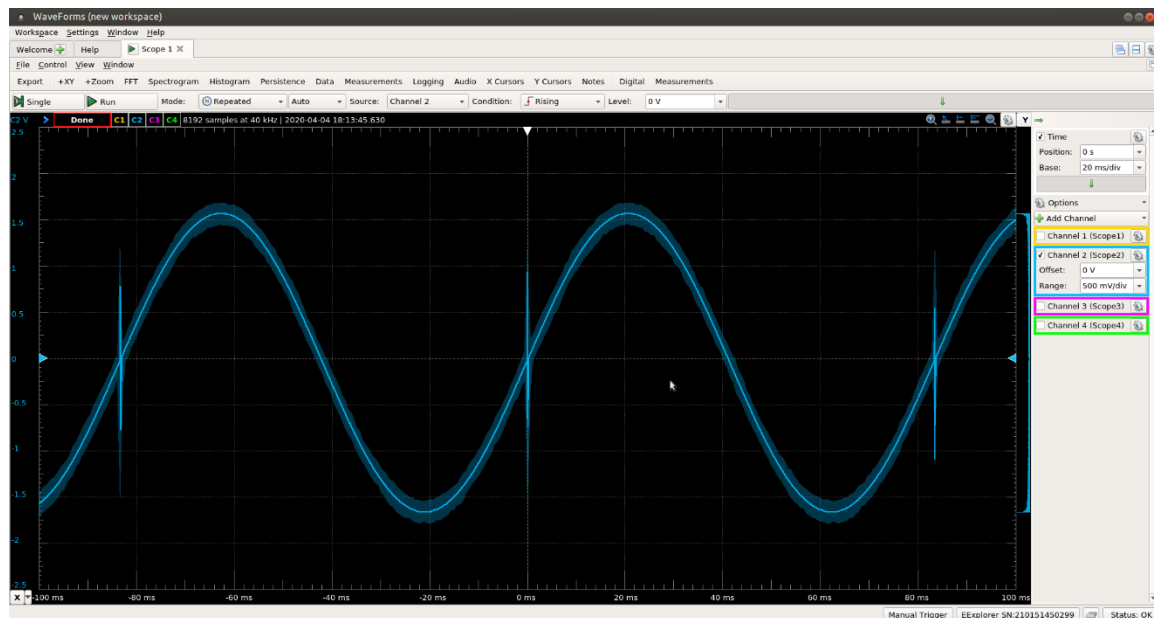 WaveForms (new workspace)
Workspace Settings Window Help
Welcome Help Scope 1
File Control View Window
Export +XY +Zoom FFT Spectrogram Histogram Persistence Data Measurements Logging Audio X Cursors Y Cursors Notes Digital Measurements
Single Run Mode: Repeated Auto Source: Channel 2 Condition: Rising Level: 0 V
C2 V Done C1 C2 C3 C4 8192 samples at 40 kHz | 2020-04-04 18:13:45.630 Y
2.5
2
1.5
1
0.5
0
-0.5
-1
-1.5
-2
-2.5
X -100 ms -80 ms -60 ms -40 ms -20 ms 0 ms 20 ms 40 ms 60 ms 80 ms 100 ms
Time
Position: 0 s
Base: 20 ms/div
Options
Add Channel
Channel 1 (Scope1)
Channel 2 (Scope2)
Offset: 0 V
Range: 500 mV/div
Channel 3 (Scope3)
Channel 4 (Scope4)
Manual Trigger EExplorer SN:210151450299 Status: OK